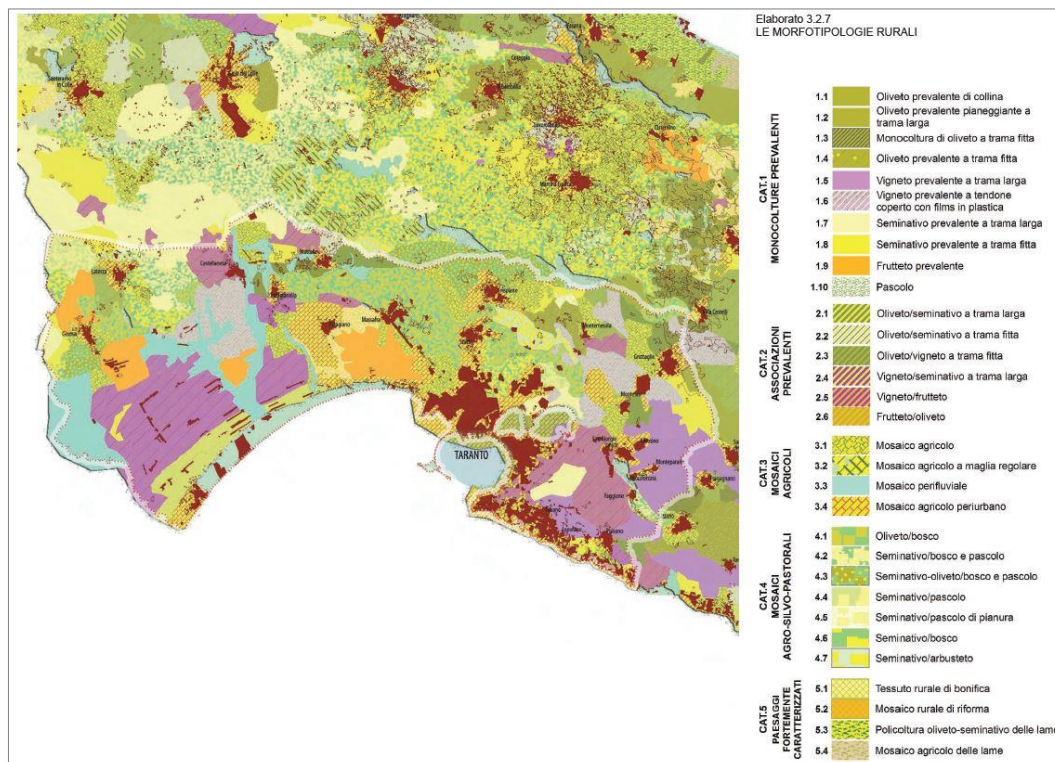 Elaborato 3.2.7
LE MORFOTIPOLOGIE RURALI
CAT.1
MONOCOLTURE PREVALENTI
1.1 Oliveto prevalente di collina
1.2 Oliveto prevalente pianeggiante a
trama larga
1.3 Monocoltura di oliveto a trama fitta
1.4 Oliveto prevalente a trama fitta
1.5 Vigneto prevalente a trama larga
1.6 Vigneto prevalente a tendone
coperto con films in plastica
1.7 Seminativo prevalente a trama larga
1.8 Seminativo prevalente a trama fitta
1.9 Frutteto prevalente
1.10 Pascolo
CAT.2
ASSOCIAZIONI
PREVALENTI
2.1 Oliveto/seminativo a trama larga
2.2 Oliveto/seminativo a trama fitta
2.3 Oliveto/vigneto a trama fitta
2.4 Vigneto/seminativo a trama larga
2.5 Vigneto/frutteto
2.6 Frutteto/oliveto
CAT.3
MOSAICI
AGRICOLI
3.1 Mosaico agricolo
3.2 Mosaico agricolo a maglia regolare
3.3 Mosaico perifluviale
3.4 Mosaico agricolo periurbano
CAT.4
MOSAICI
AGRO-SILVO-PASTORALI
4.1 Oliveto/bosco
4.2 Seminativo/bosco e pascolo
4.3 Seminativo-oliveto/bosco e pascolo
4.4 Seminativo/pascolo
4.5 Seminativo/pascolo di pianura
4.6 Seminativo/bosco
4.7 Seminativo/arbusteto
CAT.5
PAESAGGI
FORTEMENTE
CARATTERIZZATI
5.1 Tessuto rurale di bonifica
5.2 Mosaico rurale di riforma
5.3 Policoltura oliveto-seminativo delle lame
5.4 Mosaico agricolo delle lame
Castellaneta
Massafra
Montemesola
Grottaglie
TARANTO
Monteparano
Faggiano